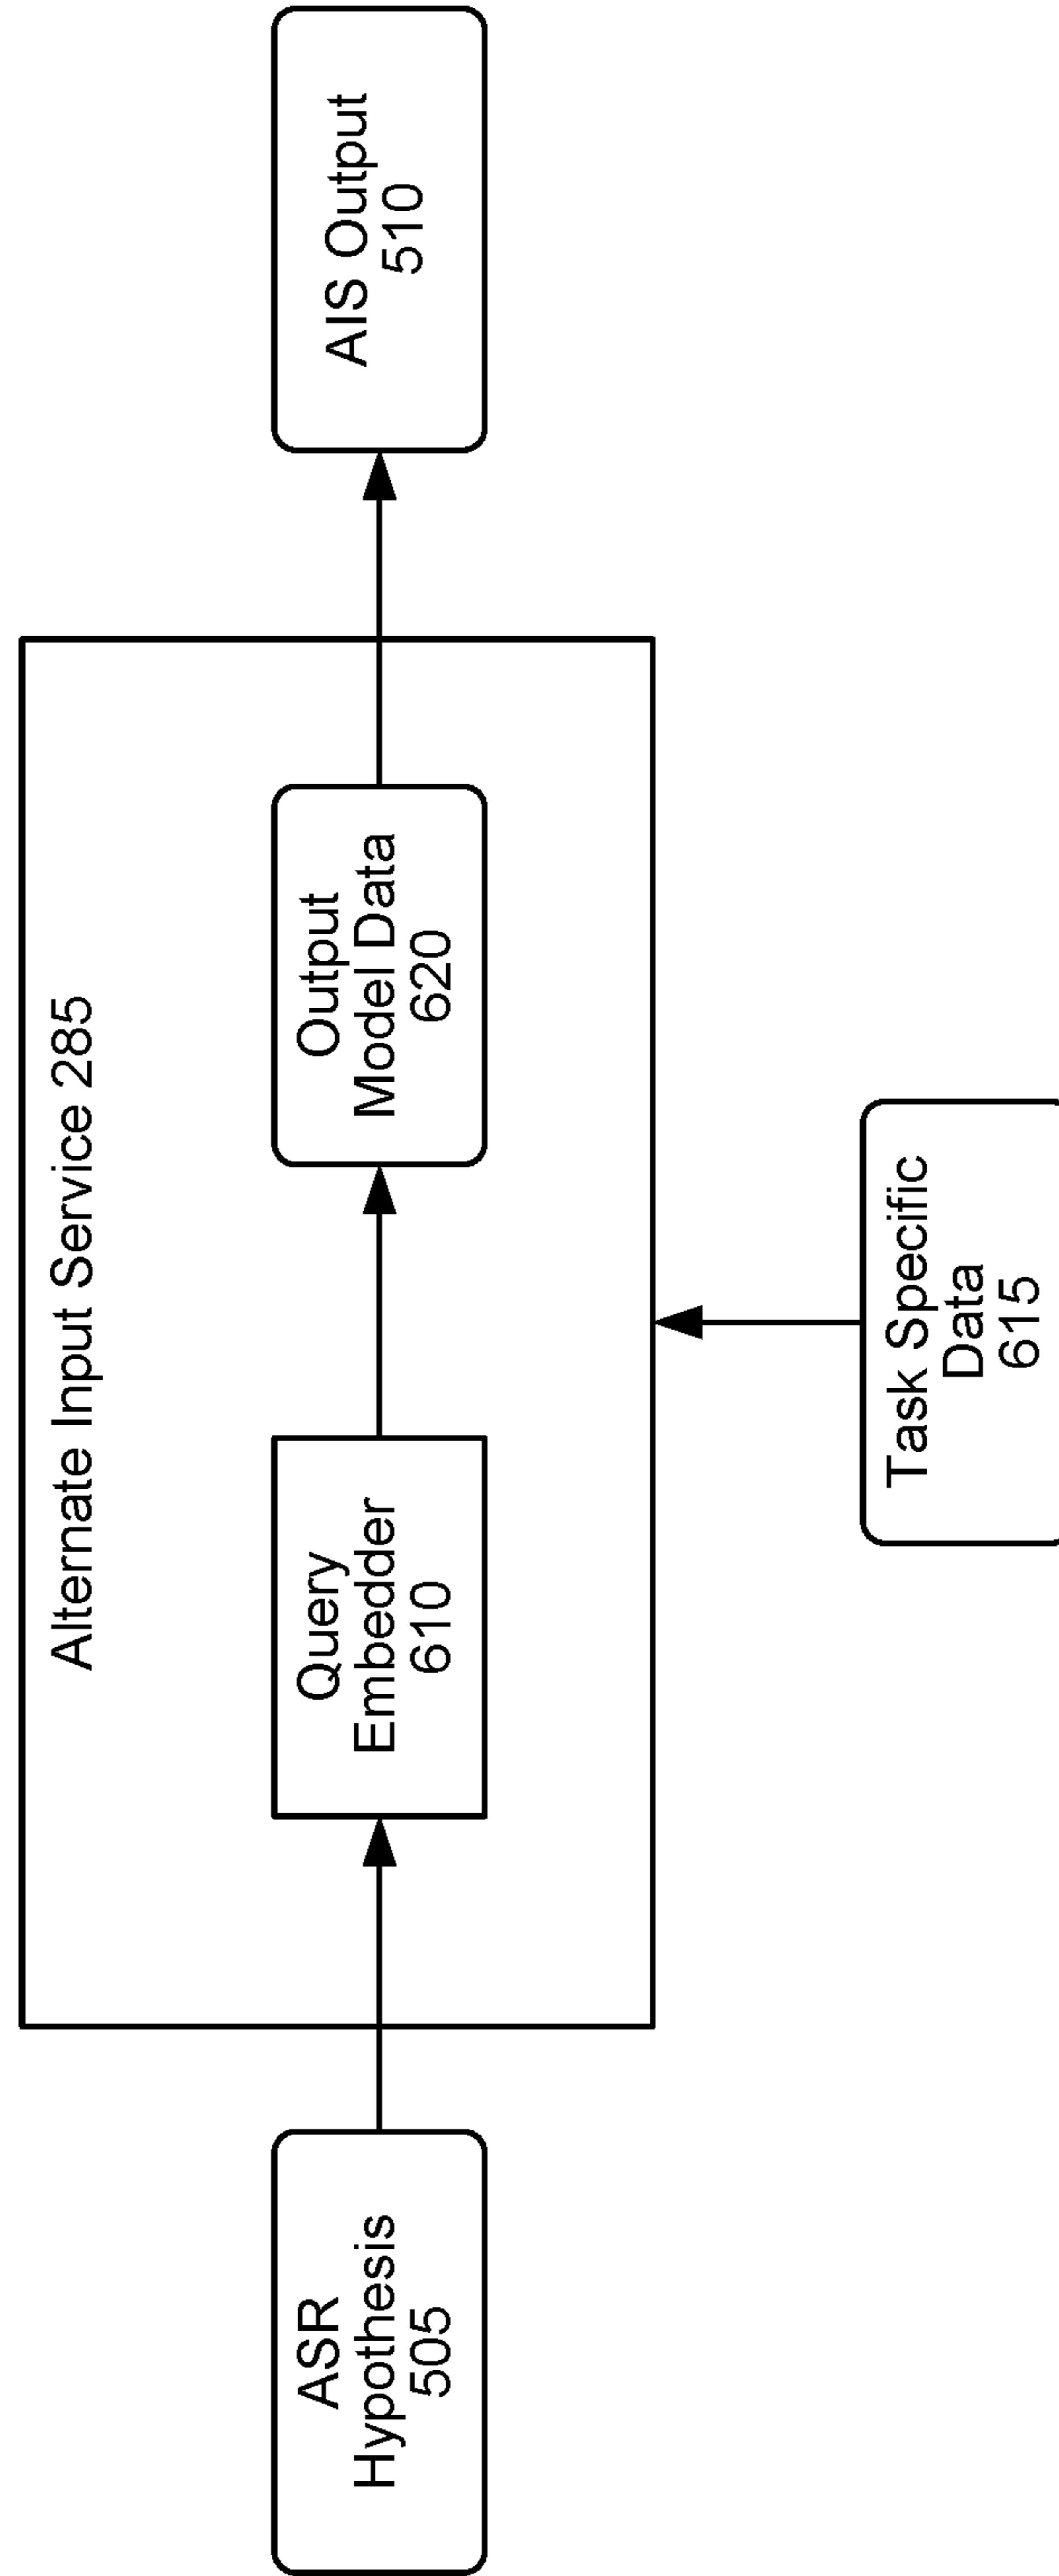 Alternate Input Service 285
ASR
Hypothesis
505
Query
Embedder
610
Output
Model Data
620
AIS Output
510
Task Specific
Data
615